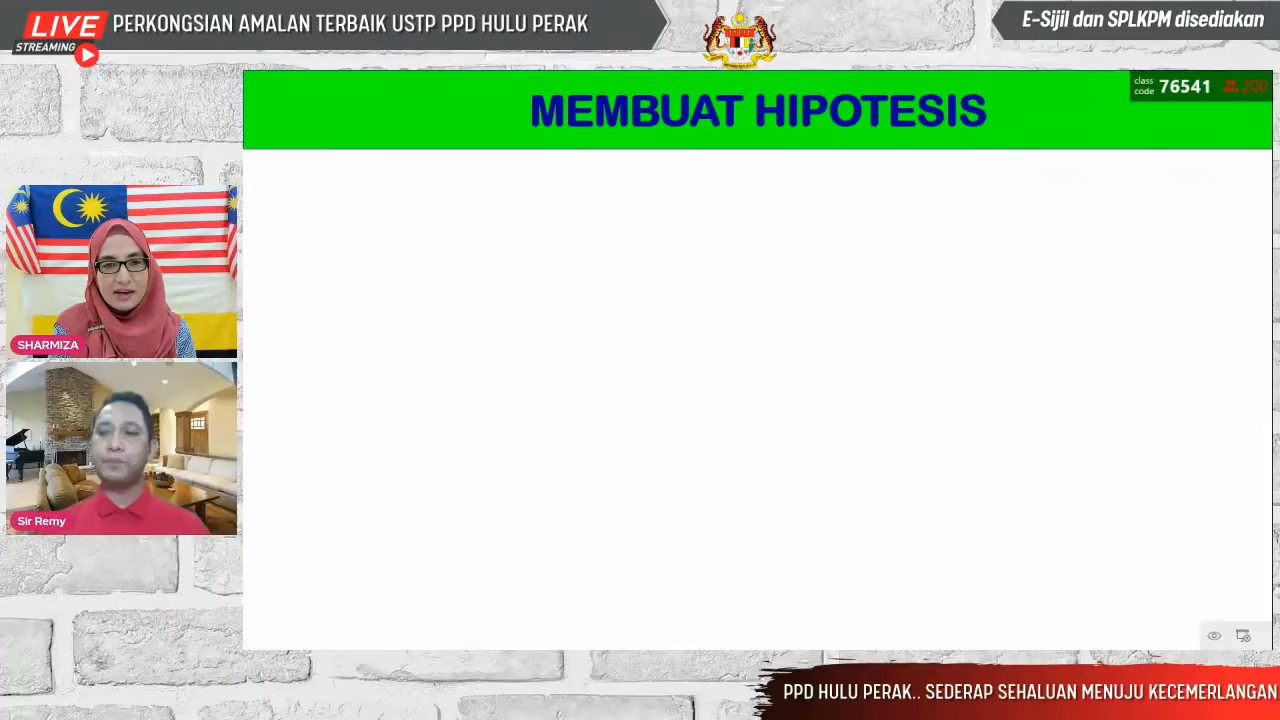 LIVE
STREAMING
PERKONGSIAN AMALAN TERBAIK USTP PPD HULU PERAK
E-Sijil dan SPLKPM disediakan
class
code 76541 200
MEMBUAT HIPOTESIS
SHARMIZA
Sir Remy
PPD HULU PERAK.. SEDERAP SEHALUAN MENUJU KECEMERLANGAN